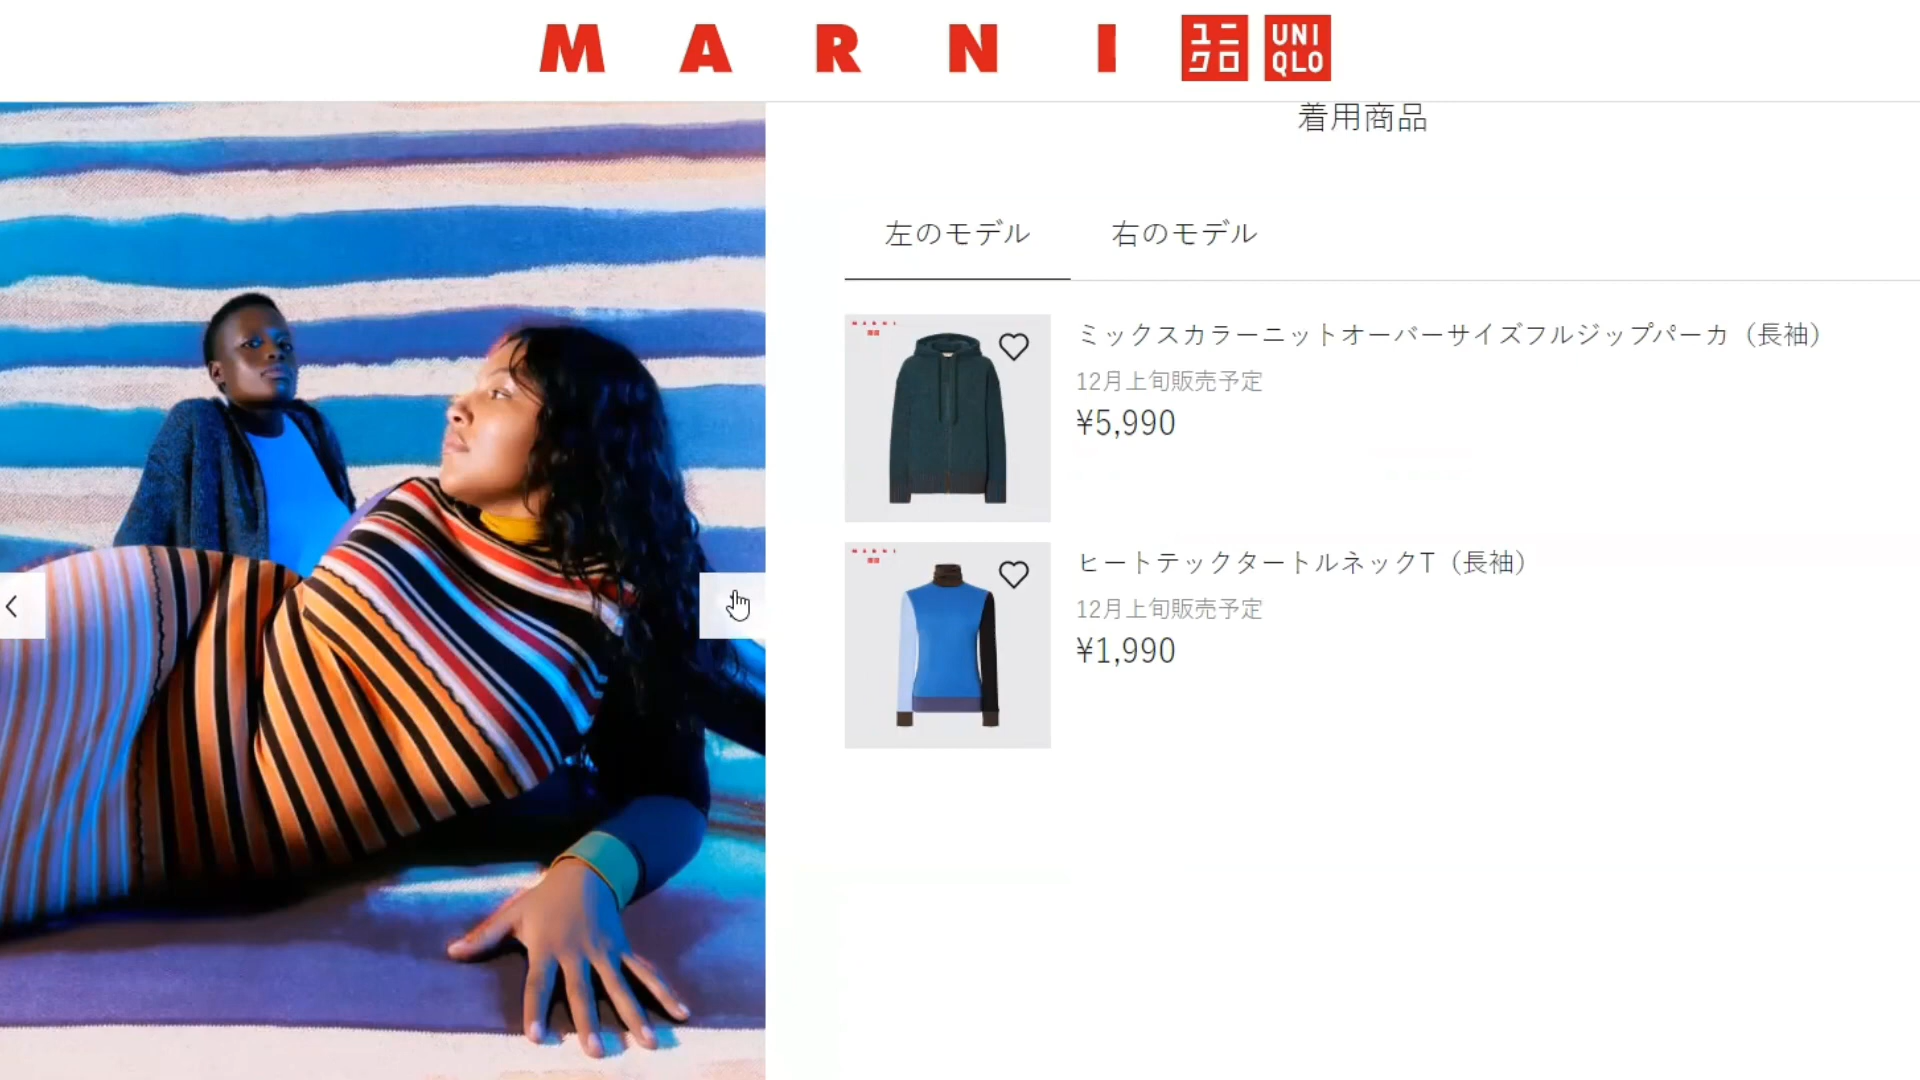 MARNI ユニクロ UNIQLO
着用商品
左のモデル 右のモデル
MARNI
ミックスカラーニットオーバーサイズフルジップパーカ（長袖）
12月上旬販売予定
¥5,990
MARNI
ヒートテックタートルネックT（長袖）
12月上旬販売予定
¥1,990